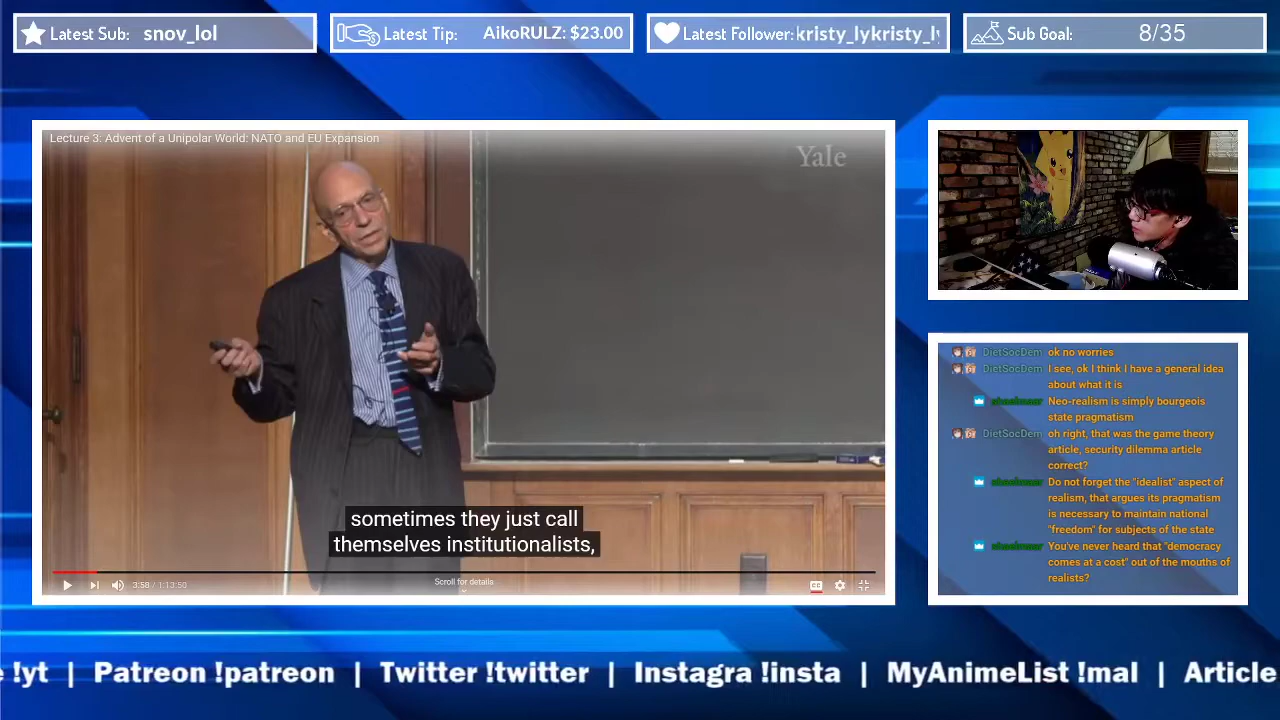 Latest Sub: snov_lol
Latest Tip: AikoRULZ: $23.00
Latest Follower: kristy_lykristy_ly
Sub Goal: 8/35
Lecture 3: Advent of a Unipolar World: NATO and EU Expansion
Yale
sometimes they just call
themselves institutionalists,
3:58 / 1:13:50
Scroll for details
CC
DietSocDem ok no worries
DietSocDem I see, ok I think I have a general idea
about what it is
Neo-realism is simply bourgeois
state pragmatism
DietSocDem oh right, that was the game theory
article, security dilemma article
correct?
Do not forget the "idealist" aspect of
realism, that argues its pragmatism
is necessary to maintain national
"freedom" for subjects of the state
You've never heard that "democracy
comes at a cost" out of the mouths of
realists?
!yt | Patreon !patreon | Twitter !twitter | Instagra !insta | MyAnimeList !mal | Article